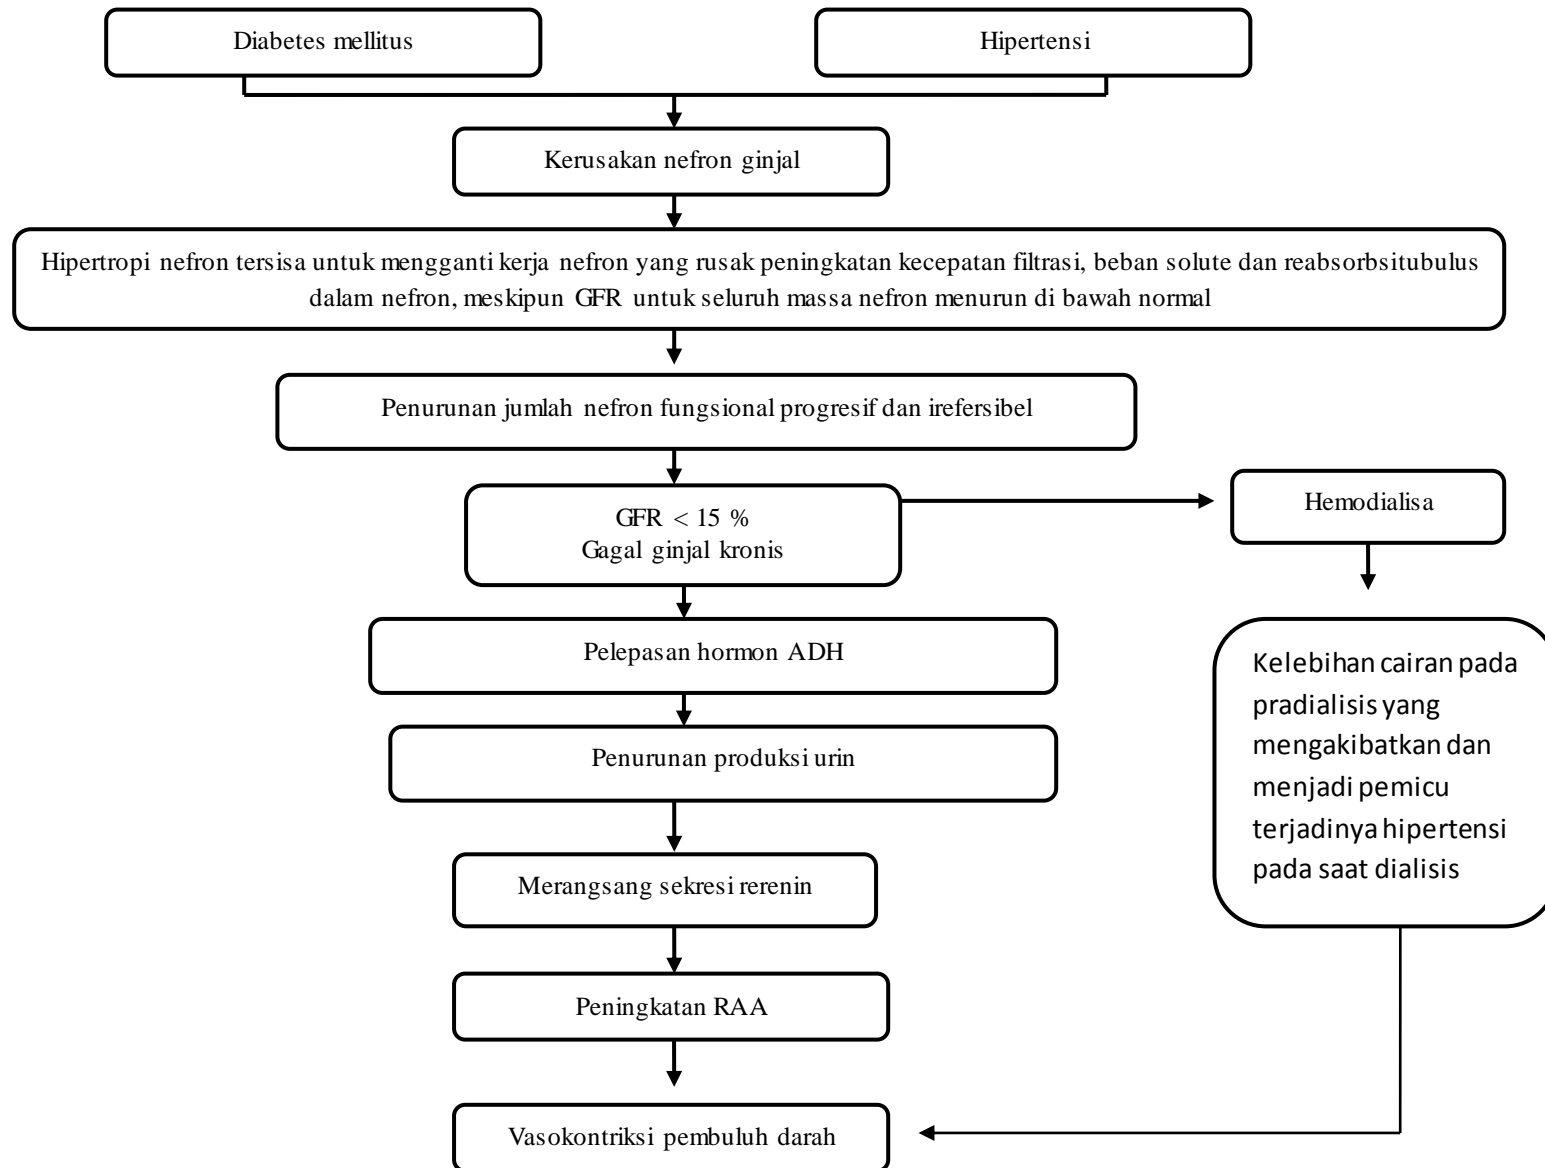 Diabetes mellitus
Hipertensi
Kerusakan nefron ginjal
Hipertropi nefron tersisa untuk mengganti kerja nefron yang rusak peningkatan kecepatan filtrasi, beban solute dan reabsorbsitubulus
dalam nefron, meskipun GFR untuk seluruh massa nefron menurun di bawah normal
Penurunan jumlah nefron fungsional progresif dan irefersibel
GFR < 15 %
Gagal ginjal kronis
Hemodialisa
Pelepasan hormon ADH
Kelebihan cairan pada
pradialisis yang
mengakibatkan dan
menjadi pemicu
terjadinya hipertensi
pada saat dialisis
Penurunan produksi urin
Merangsang sekresi rerenin
Peningkatan RAA
Vasokontriksi pembuluh darah